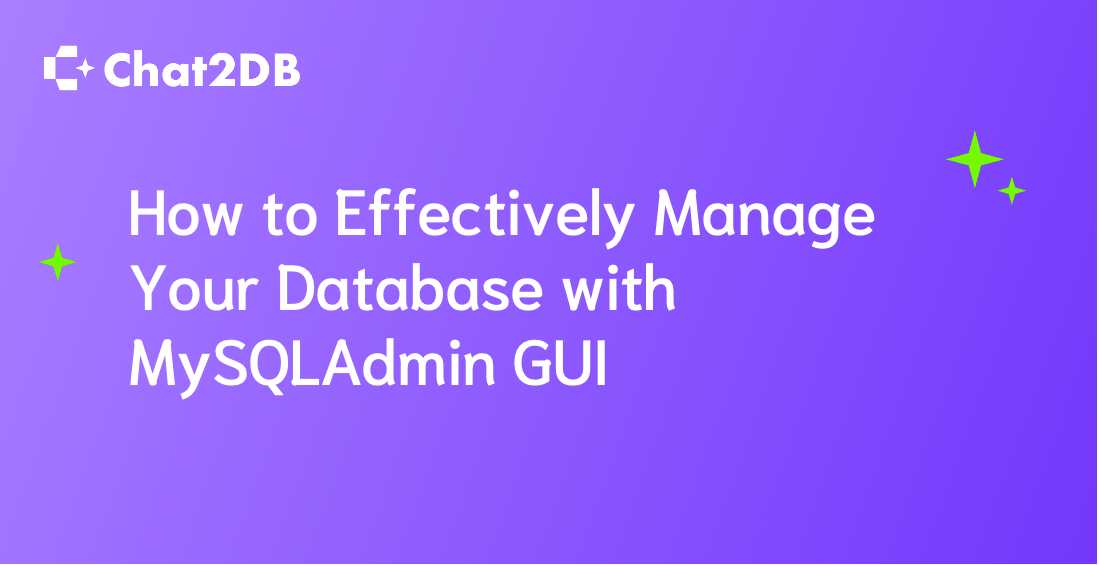 Chat2DB
How to Effectively Manage
Your Database with
MySQLAdmin GUI